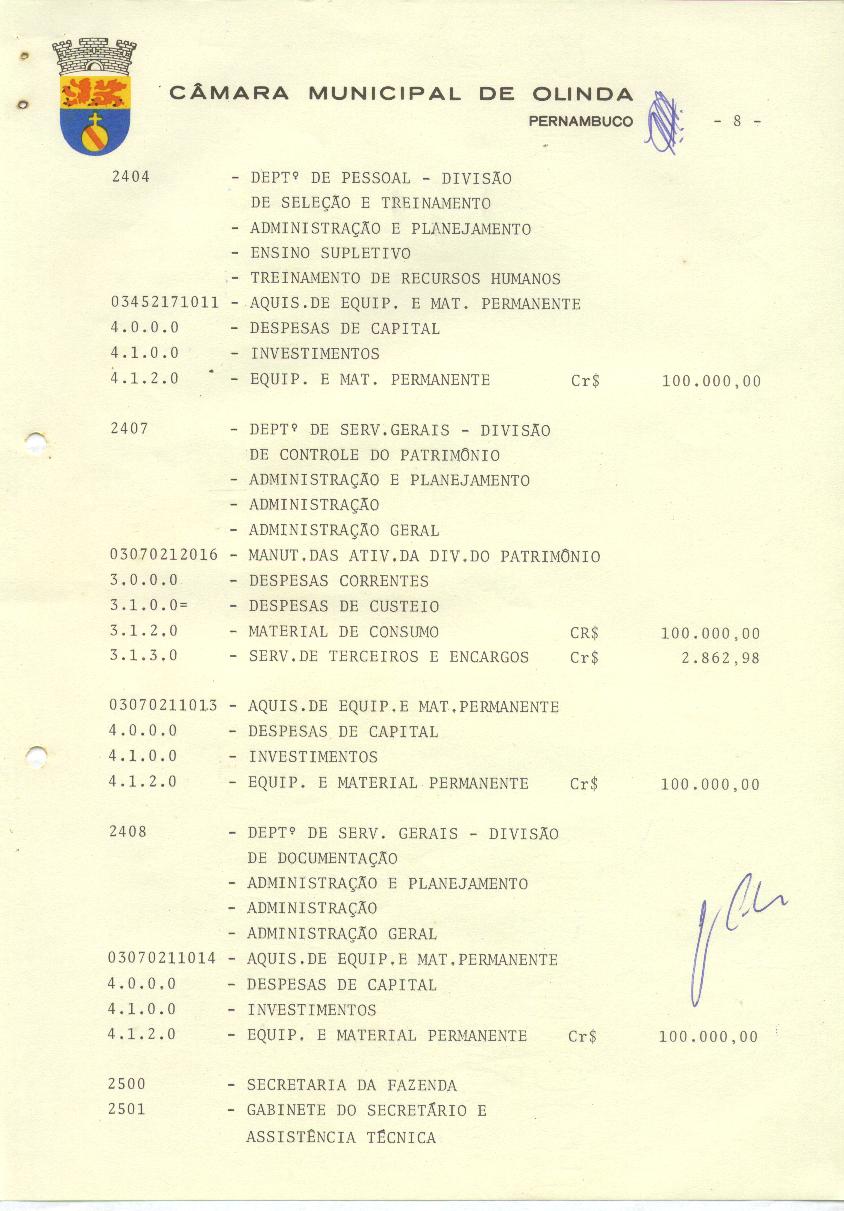 CÂMARA MUNICIPAL DE OLINDA
PERNAMBUCO - 8 -
2404 - DEPTº DE PESSOAL - DIVISÃO
DE SELEÇÃO E TREINAMENTO
- ADMINISTRAÇÃO E PLANEJAMENTO
- ENSINO SUPLETIVO
- TREINAMENTO DE RECURSOS HUMANOS
03452171011 - AQUIS.DE EQUIP. E MAT. PERMANENTE
4.0.0.0 - DESPESAS DE CAPITAL
4.1.0.0 - INVESTIMENTOS
4.1.2.0 - EQUIP. E MAT. PERMANENTE Cr$ 100.000,00
2407 - DEPTº DE SERV.GERAIS - DIVISÃO
DE CONTROLE DO PATRIMÔNIO
- ADMINISTRAÇÃO E PLANEJAMENTO
- ADMINISTRAÇÃO
- ADMINISTRAÇÃO GERAL
03070212016 - MANUT.DAS ATIV.DA DIV.DO PATRIMÔNIO
3.0.0.0 - DESPESAS CORRENTES
3.1.0.0= - DESPESAS DE CUSTEIO
3.1.2.0 - MATERIAL DE CONSUMO CR$ 100.000,00
3.1.3.0 - SERV.DE TERCEIROS E ENCARGOS Cr$ 2.862,98
03070211013 - AQUIS.DE EQUIP.E MAT.PERMANENTE
4.0.0.0 - DESPESAS DE CAPITAL
4.1.0.0 - INVESTIMENTOS
4.1.2.0 - EQUIP. E MATERIAL PERMANENTE Cr$ 100.000,00
2408 - DEPTº DE SERV. GERAIS - DIVISÃO
DE DOCUMENTAÇÃO
- ADMINISTRAÇÃO E PLANEJAMENTO
- ADMINISTRAÇÃO
- ADMINISTRAÇÃO GERAL
03070211014 - AQUIS.DE EQUIP.E MAT.PERMANENTE
4.0.0.0 - DESPESAS DE CAPITAL
4.1.0.0 - INVESTIMENTOS
4.1.2.0 - EQUIP. E MATERIAL PERMANENTE Cr$ 100.000,00
2500 - SECRETARIA DA FAZENDA
2501 - GABINETE DO SECRETÁRIO E
ASSISTÊNCIA TÉCNICA